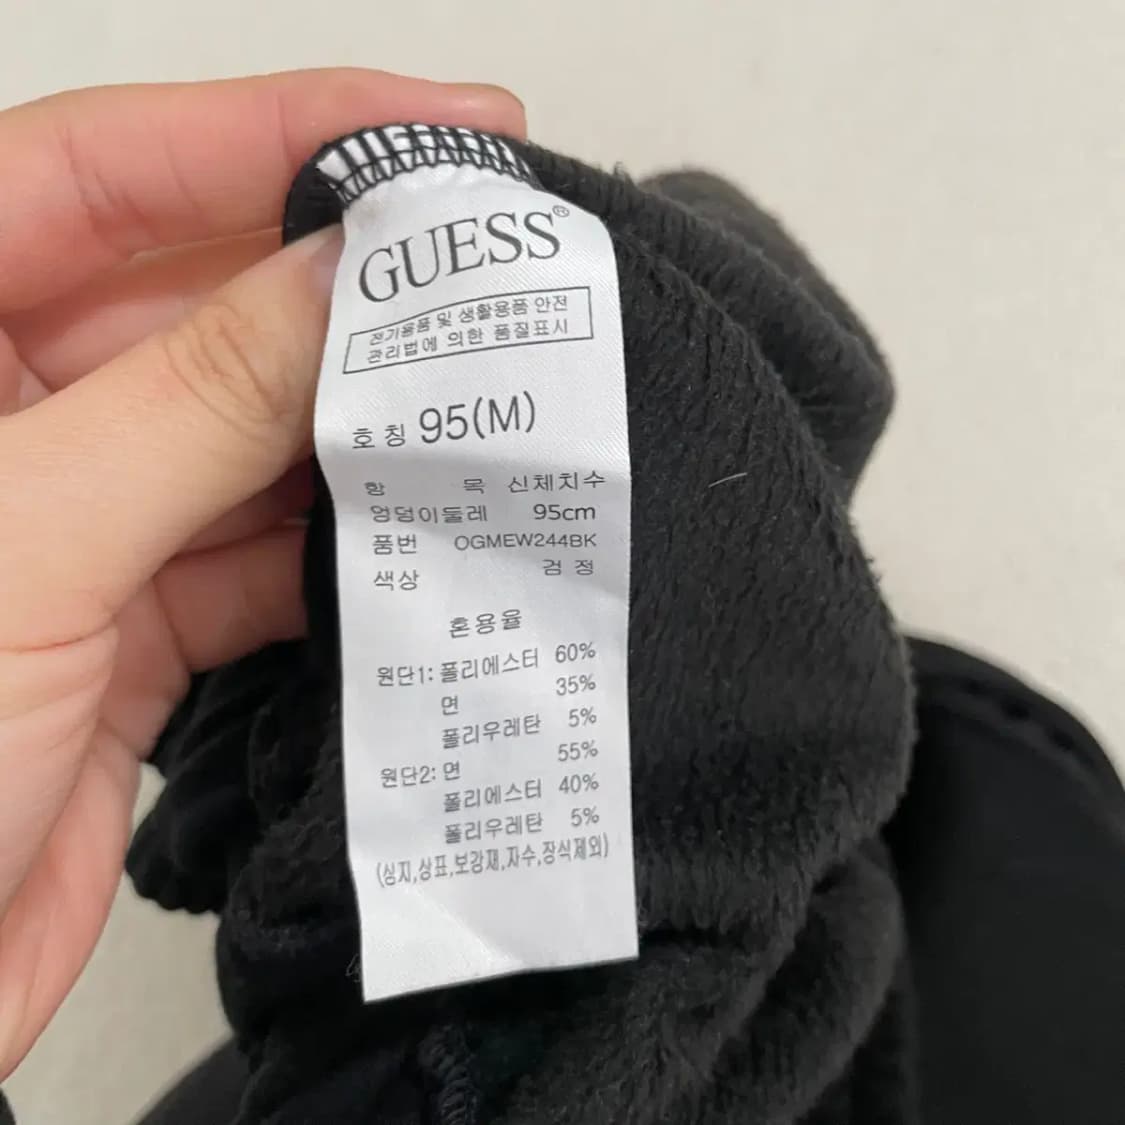 GUESS®
전기용품 및 생활용품 안전
관리법에 의한 품질표시
호 칭 95(M)
항 목 신체치수
엉덩이둘레 95cm
품번 OGMEW244BK
색상 검 정
혼용율
원단1: 폴리에스터 60%
면 35%
폴리우레탄 5%
원단2: 면 55%
폴리에스터 40%
폴리우레탄 5%
(심지,상표,보강재,자수,장식제외)